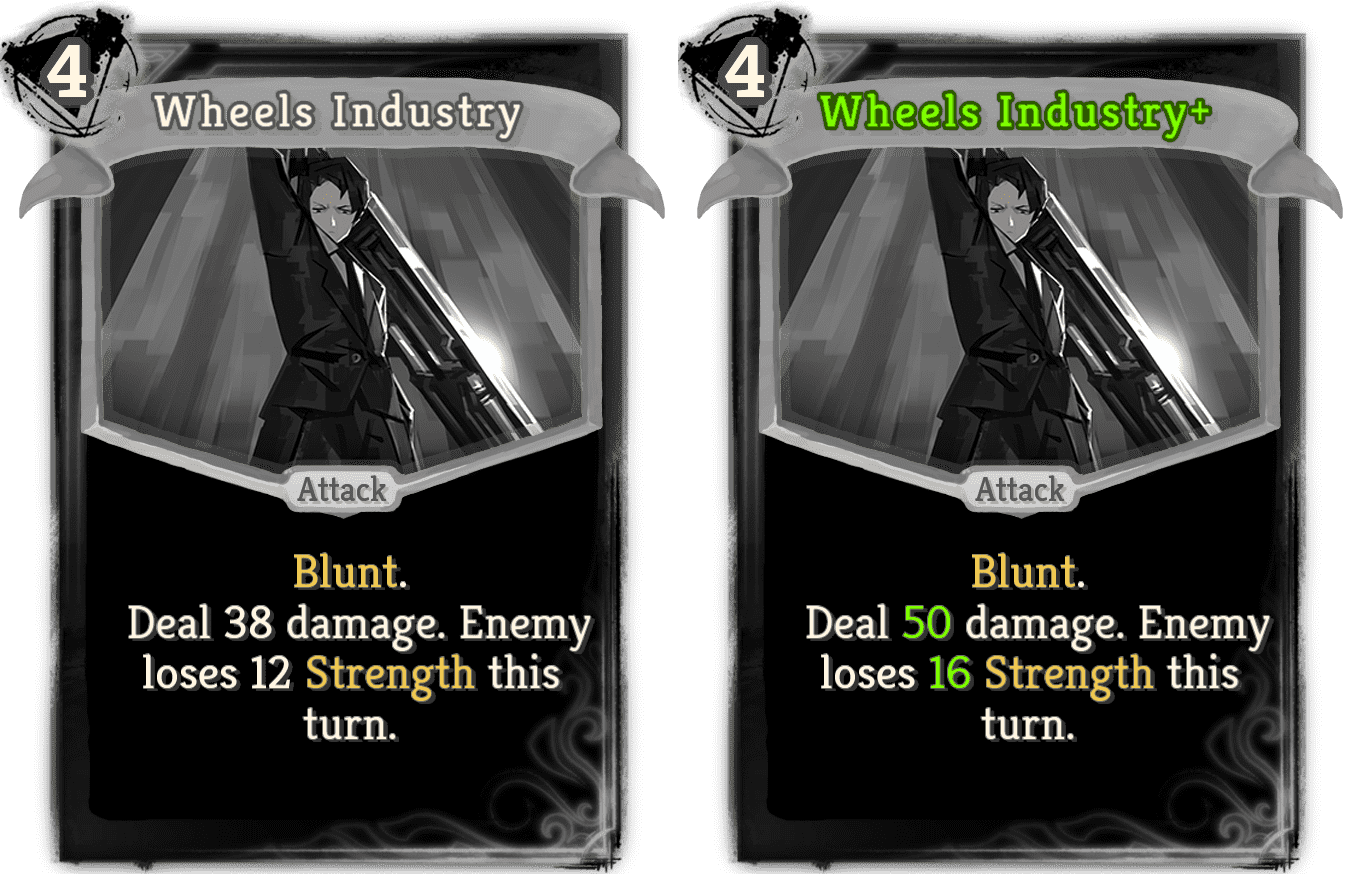 4
Wheels Industry
Attack
Blunt.
Deal 38 damage. Enemy
loses 12 Strength this
turn.
4
Wheels Industry+
Attack
Blunt.
Deal 50 damage. Enemy
loses 16 Strength this
turn.